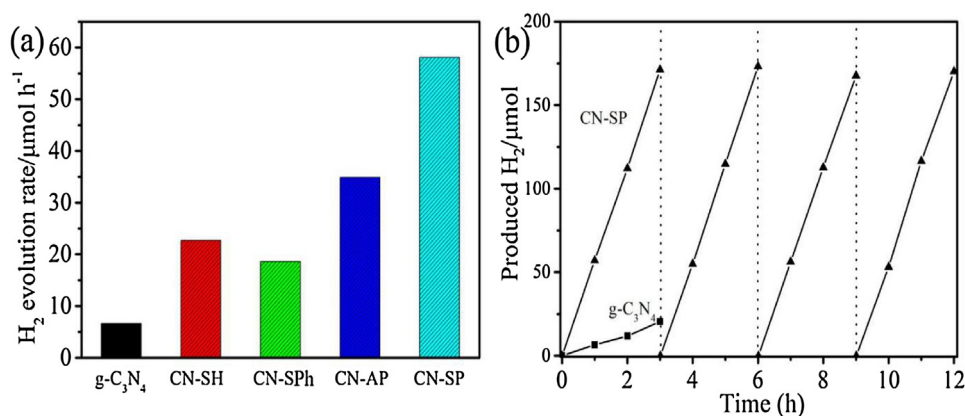 (a)
H₂ evolution rate/μmol h⁻¹
60
50
40
30
20
10
0
g-C₃N₄ CN-SH CN-SPh CN-AP CN-SP
(b)
Produced H₂/μmol
200
150
100
50
0
CN-SP
g-C₃N₄
0 2 4 6 8 10 12
Time (h)